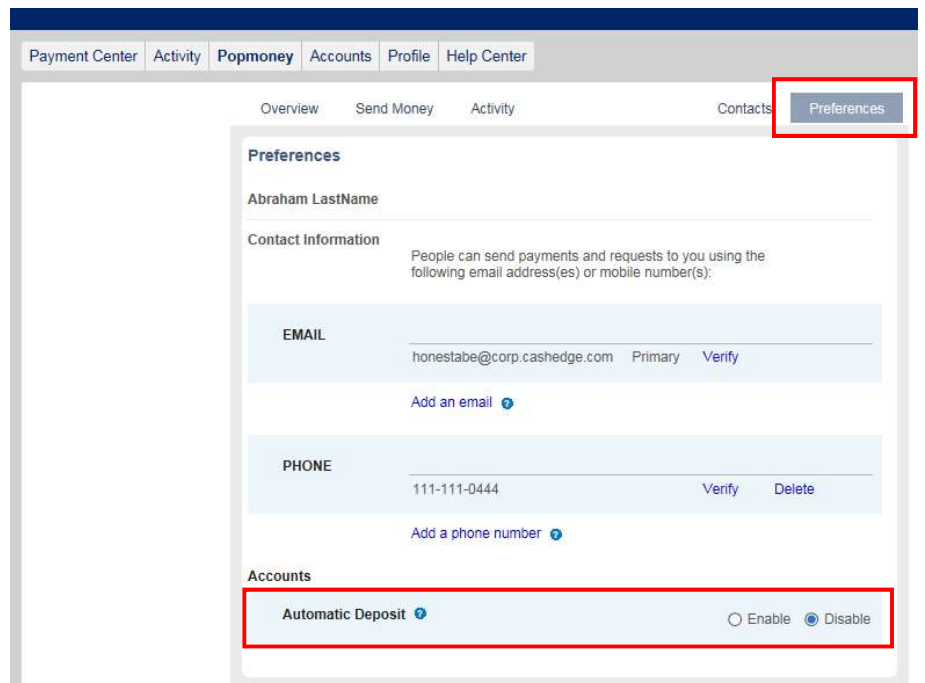 Payment Center Activity Popmoney Accounts Profile Help Center
Overview Send Money Activity Contacts Preferences
Preferences
Abraham LastName
Contact Information
People can send payments and requests to you using the
following email address(es) or mobile number(s):
EMAIL
honestabe@corp.cashedge.com Primary Verify
Add an email ?
PHONE
111-111-0444 Verify Delete
Add a phone number ?
Accounts
Automatic Deposit ? Enable Disable